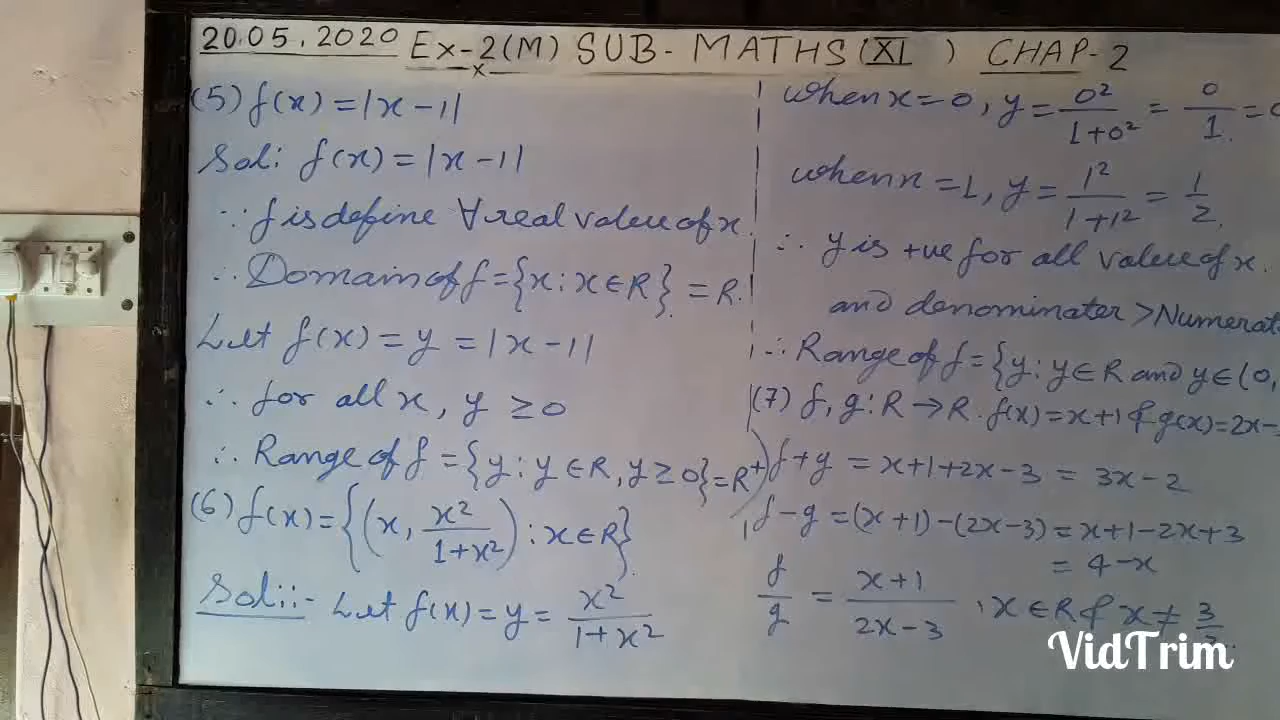 20.05.2020 Ex-2(M) SUB- MATHS (XI) CHAP-2
(5) f(x) = |x-1|
Sol: f(x) = |x-1|
∵ f is define ∀ real value of x
∴ Domain of f = {x : x ∈ R} = R.
Let f(x) = y = |x-1|
∴ for all x, y ≥ 0
∴ Range of f = {y : y ∈ R, y ≥ 0} = R⁺
(6) f(x) = {(x, x²/(1+x²)) : x ∈ R}
Sol:- Let f(x) = y = x²/(1+x²)
when x = 0, y = 0²/(1+0²) = 0/1 = 0
when x = 1, y = 1²/(1+1²) = 1/2
∴ y is +ve for all value of x.
and denominater >
∴ Range of f = {y : y ∈ R and y ∈ (0,
(7) f, g : R → R. f(x) = x+1 & g(x) = 2x-
f+g = x+1+2x-3 = 3x-2
f-g = (x+1)-(2x-3) = x+1-2x+3
= 4-x
f/g = (x+1)/(2x-3), x ∈ R & x ≠ 3/2
VidTrim